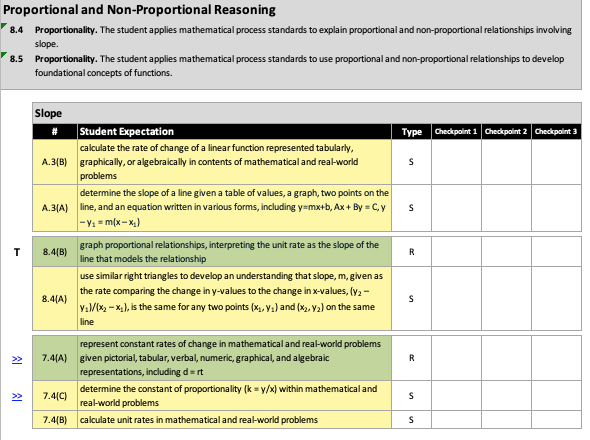 Proportional and Non-Proportional Reasoning
8.4 Proportionality. The student applies mathematical process standards to explain proportional and non-proportional relationships involving
slope.
8.5 Proportionality. The student applies mathematical process standards to use proportional and non-proportional relationships to develop
foundational concepts of functions.
Slope
# Student Expectation Type Checkpoint 1 Checkpoint 2 Checkpoint 3
calculate the rate of change of a linear function represented tabularly,
A.3(B) graphically, or algebraically in contents of mathematical and real-world S
problems
determine the slope of a line given a table of values, a graph, two points on the
A.3(A) line, and an equation written in various forms, including y=mx+b, Ax + By = C, y S
– y₁ = m(x – x₁)
T 8.4(B) graph proportional relationships, interpreting the unit rate as the slope of the R
line that models the relationship
use similar right triangles to develop an understanding that slope, m, given as
the rate comparing the change in y-values to the change in x-values, (y₂ –
8.4(A) y₁)/(x₂ – x₁), is the same for any two points (x₁, y₁) and (x₂, y₂) on the same S
line
represent constant rates of change in mathematical and real-world problems
>> 7.4(A) given pictorial, tabular, verbal, numeric, graphical, and algebraic R
representations, including d = rt
>> 7.4(C) determine the constant of proportionality (k = y/x) within mathematical and S
real-world problems
7.4(B) calculate unit rates in mathematical and real-world problems S